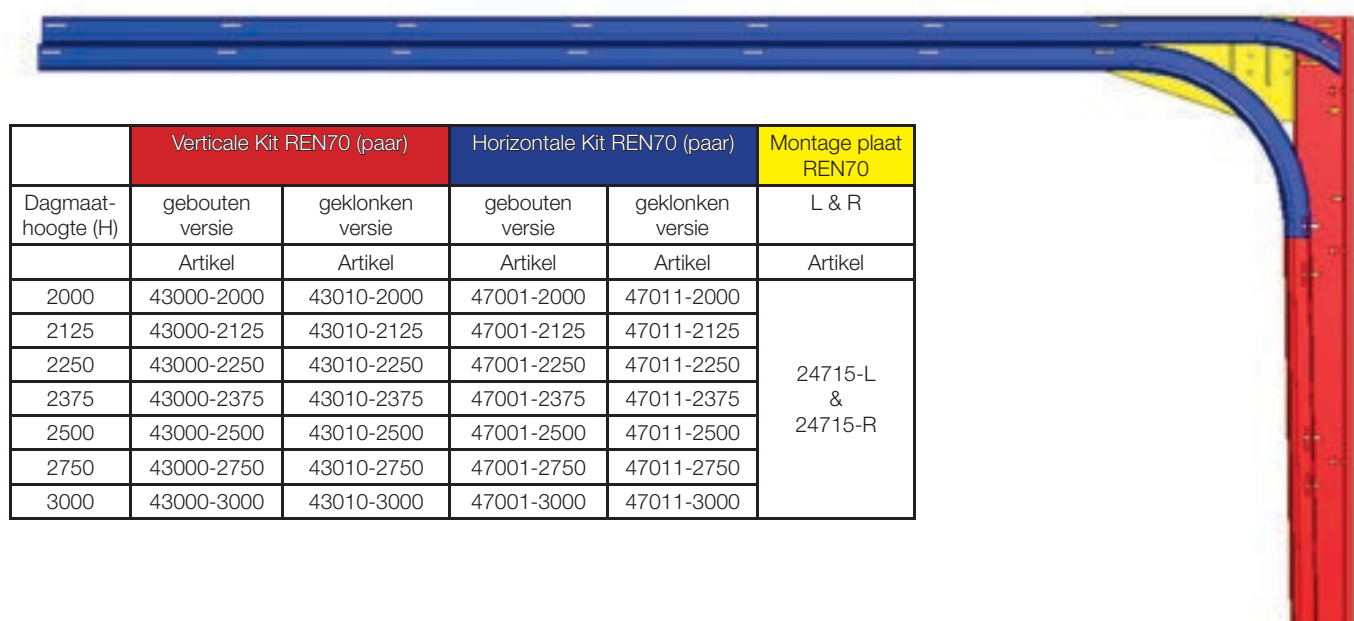 Verticale Kit REN70 (paar) Horizontale Kit REN70 (paar) Montage plaat
REN70
Dagmaat-
hoogte (H) gebouten
versie geklonken
versie gebouten
versie geklonken
versie L & R
Artikel Artikel Artikel Artikel Artikel
2000 43000-2000 43010-2000 47001-2000 47011-2000
2125 43000-2125 43010-2125 47001-2125 47011-2125
2250 43000-2250 43010-2250 47001-2250 47011-2250
2375 43000-2375 43010-2375 47001-2375 47011-2375
2500 43000-2500 43010-2500 47001-2500 47011-2500
2750 43000-2750 43010-2750 47001-2750 47011-2750
3000 43000-3000 43010-3000 47001-3000 47011-3000
24715-L
&
24715-R